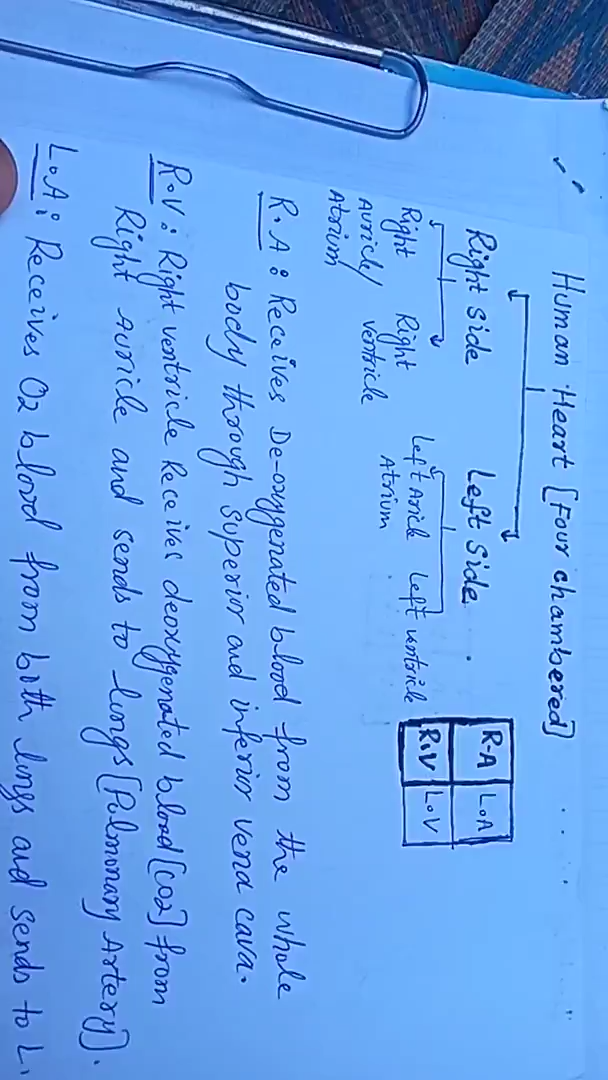 Human Heart [Four chambered]
Right side Left Side
Right Right Left Aricle Left ventricle
Auricle/ ventricle Atrium
Atrium
R-A L.A
R.V L.V
R.A: Receives De-oxygenated blood from the whole
body through superior and inferior vena cava.
R.V: Right ventricle Receives deoxygenated blood [CO2] from
Right Auricle and sends to lungs [Pulmonary Artery].
L.A: Receives O2 blood from both lungs and sends to L.